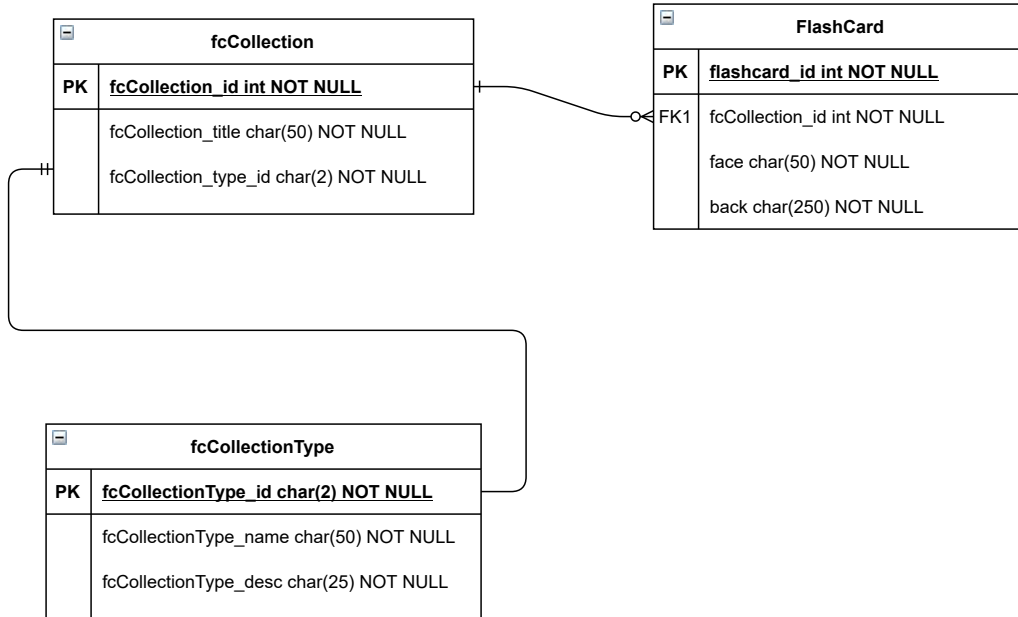 fcCollection
PK fcCollection_id int NOT NULL
fcCollection_title char(50) NOT NULL
fcCollection_type_id char(2) NOT NULL
FlashCard
PK flashcard_id int NOT NULL
FK1 fcCollection_id int NOT NULL
face char(50) NOT NULL
back char(250) NOT NULL
fcCollectionType
PK fcCollectionType_id char(2) NOT NULL
fcCollectionType_name char(50) NOT NULL
fcCollectionType_desc char(25) NOT NULL